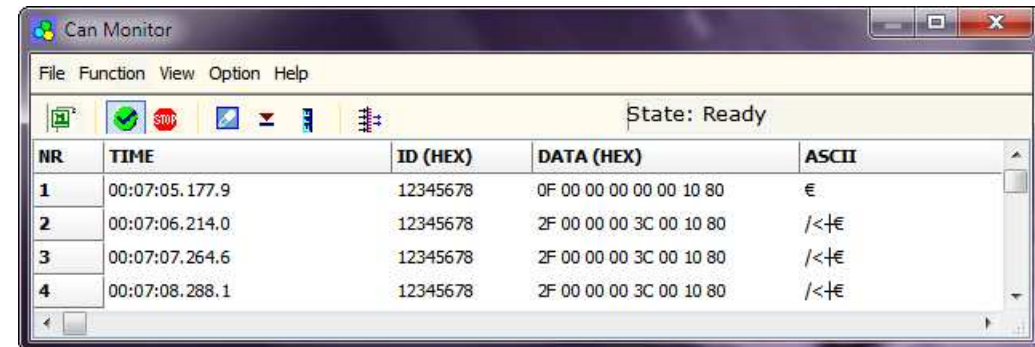 Can Monitor
File Function View Option Help
STOP State: Ready
NR TIME ID (HEX) DATA (HEX) ASCII
1 00:07:05.177.9 12345678 0F 00 00 00 00 00 10 80 €
2 00:07:06.214.0 12345678 2F 00 00 00 3C 00 10 80 /<┼€
3 00:07:07.264.6 12345678 2F 00 00 00 3C 00 10 80 /<┼€
4 00:07:08.288.1 12345678 2F 00 00 00 3C 00 10 80 /<┼€